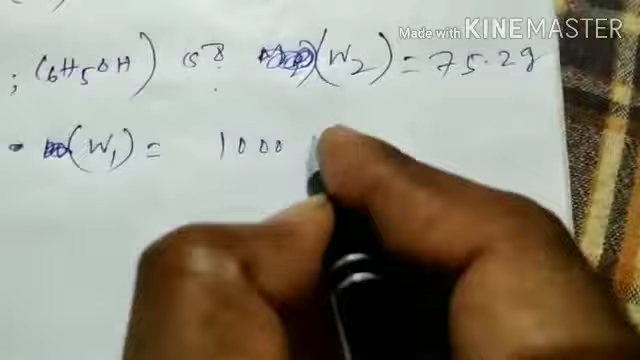 Made with KINEMASTER
; C6H5OH) is? (W2) = 75.2g
(W1) = 1000